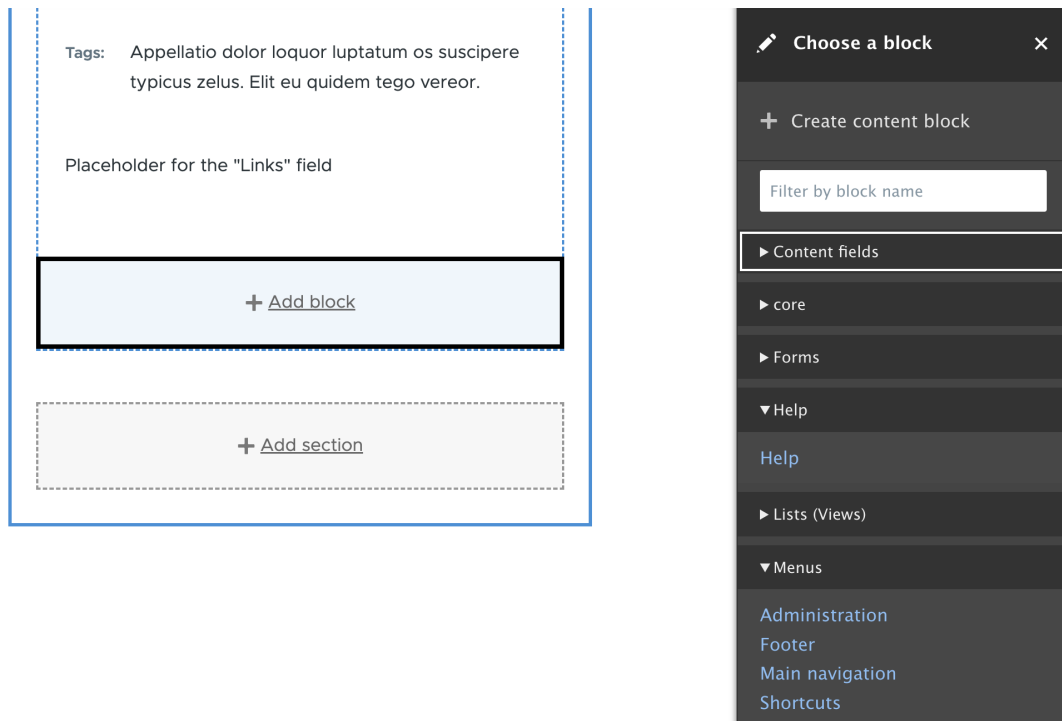 Tags: Appellatio dolor loquor luptatum os suscipere
typicus zelus. Elit eu quidem tego vereor.
Placeholder for the "Links" field
Add block
Add section
Choose a block
Create content block
Filter by block name
Content fields
core
Forms
Help
Help
Lists (Views)
Menus
Administration
Footer
Main navigation
Shortcuts